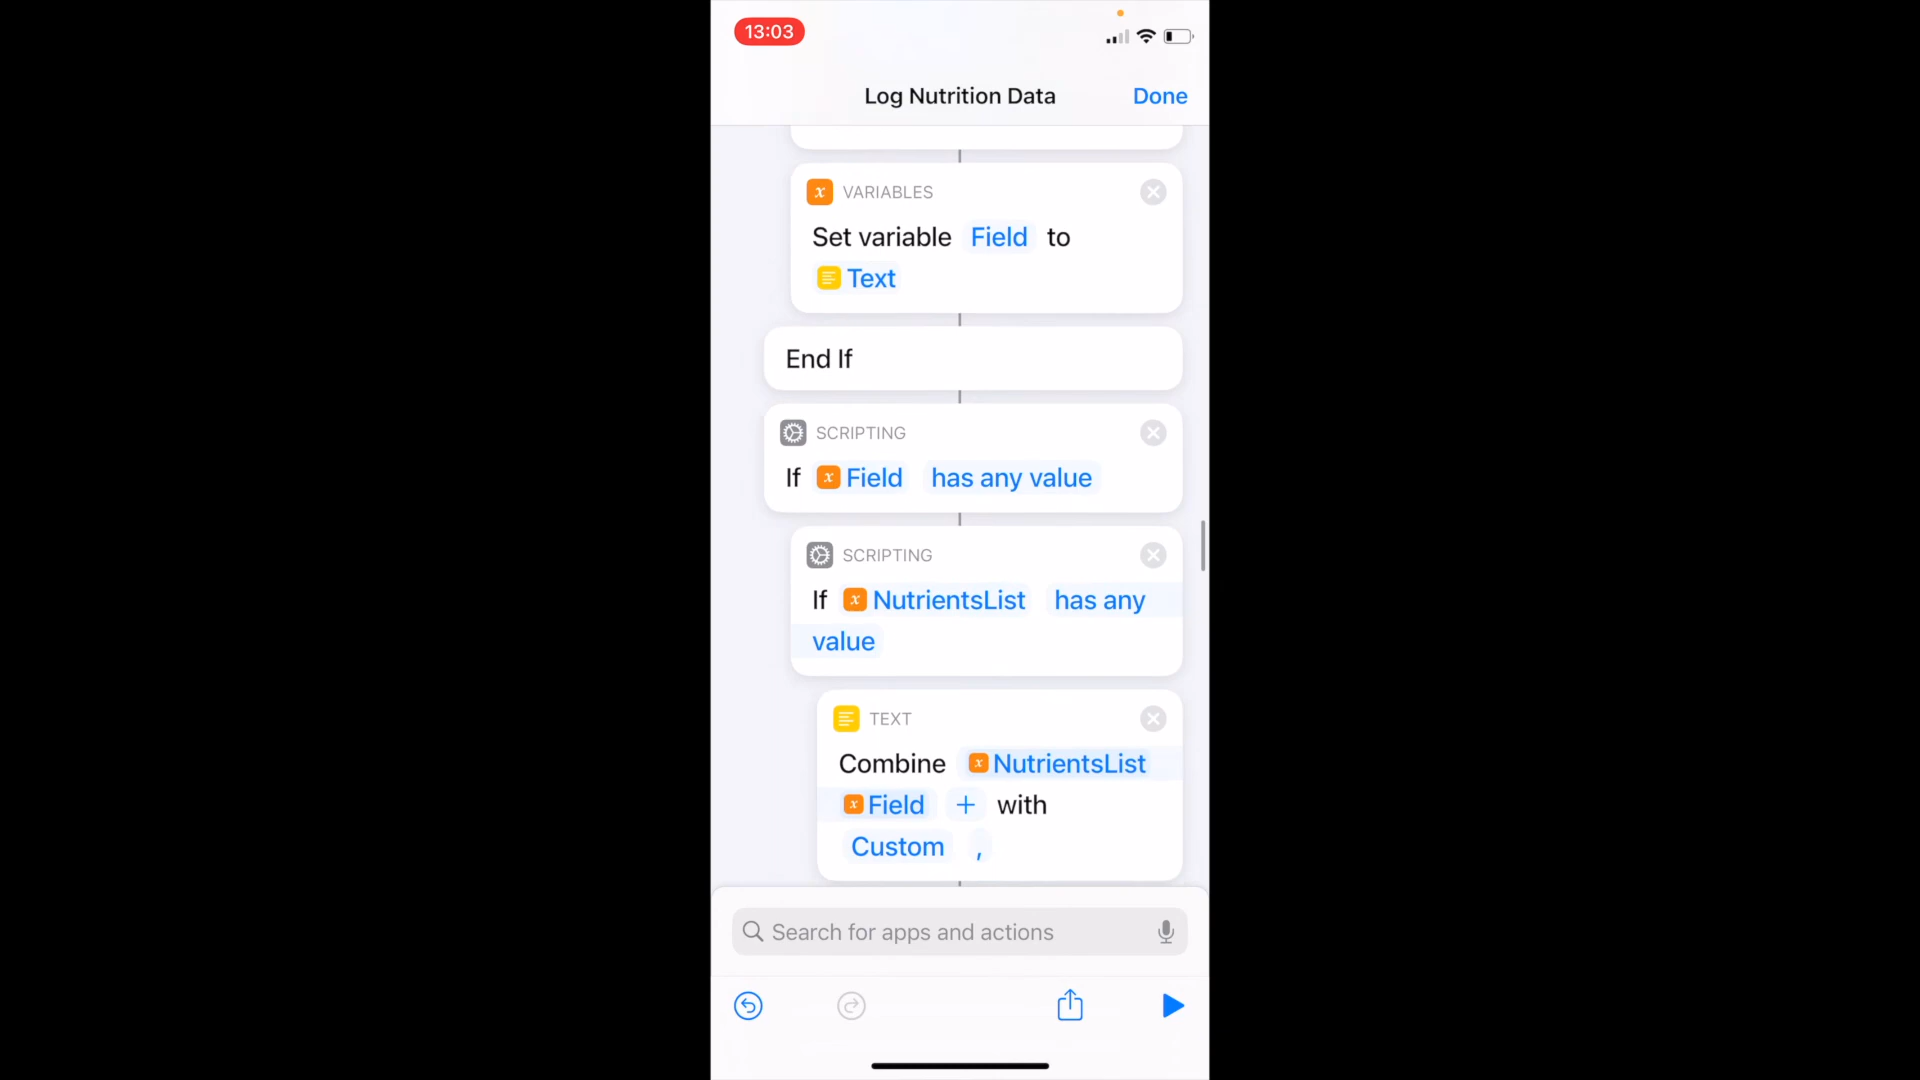 13:03
Log Nutrition Data
Done
VARIABLES
Set variable Field to
Text
End If
SCRIPTING
If Field has any value
SCRIPTING
If NutrientsList has any
value
TEXT
Combine NutrientsList
Field + with
Custom ,
Search for apps and actions